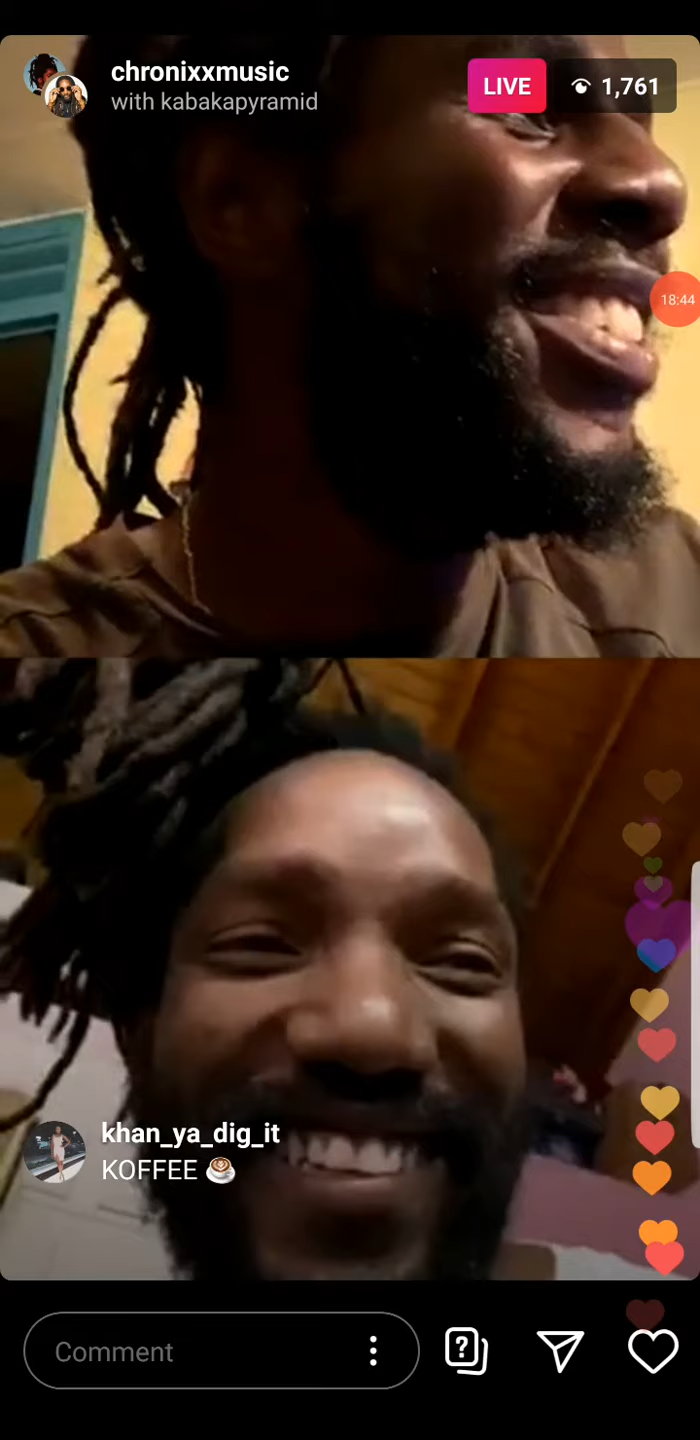 chronixxmusic
with kabakapyramid
LIVE
1,761
18:44
khan_ya_dig_it
KOFFEE ☕
Comment